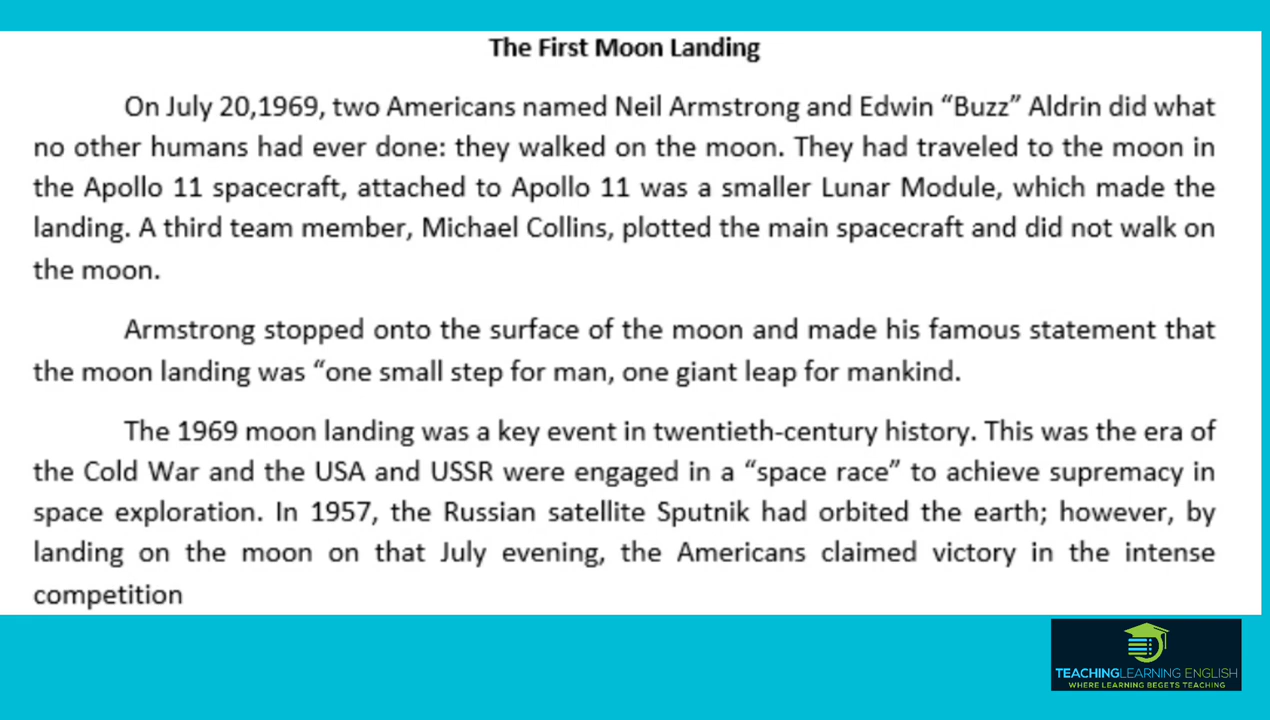 The First Moon Landing
On July 20,1969, two Americans named Neil Armstrong and Edwin “Buzz” Aldrin did what
no other humans had ever done: they walked on the moon. They had traveled to the moon in
the Apollo 11 spacecraft, attached to Apollo 11 was a smaller Lunar Module, which made the
landing. A third team member, Michael Collins, plotted the main spacecraft and did not walk on
the moon.
Armstrong stopped onto the surface of the moon and made his famous statement that
the moon landing was “one small step for man, one giant leap for mankind.
The 1969 moon landing was a key event in twentieth-century history. This was the era of
the Cold War and the USA and USSR were engaged in a “space race” to achieve supremacy in
space exploration. In 1957, the Russian satellite Sputnik had orbited the earth; however, by
landing on the moon on that July evening, the Americans claimed victory in the intense
competition
TEACHINGLEARNING ENGLISH
WHERE LEARNING BEGETS TEACHING